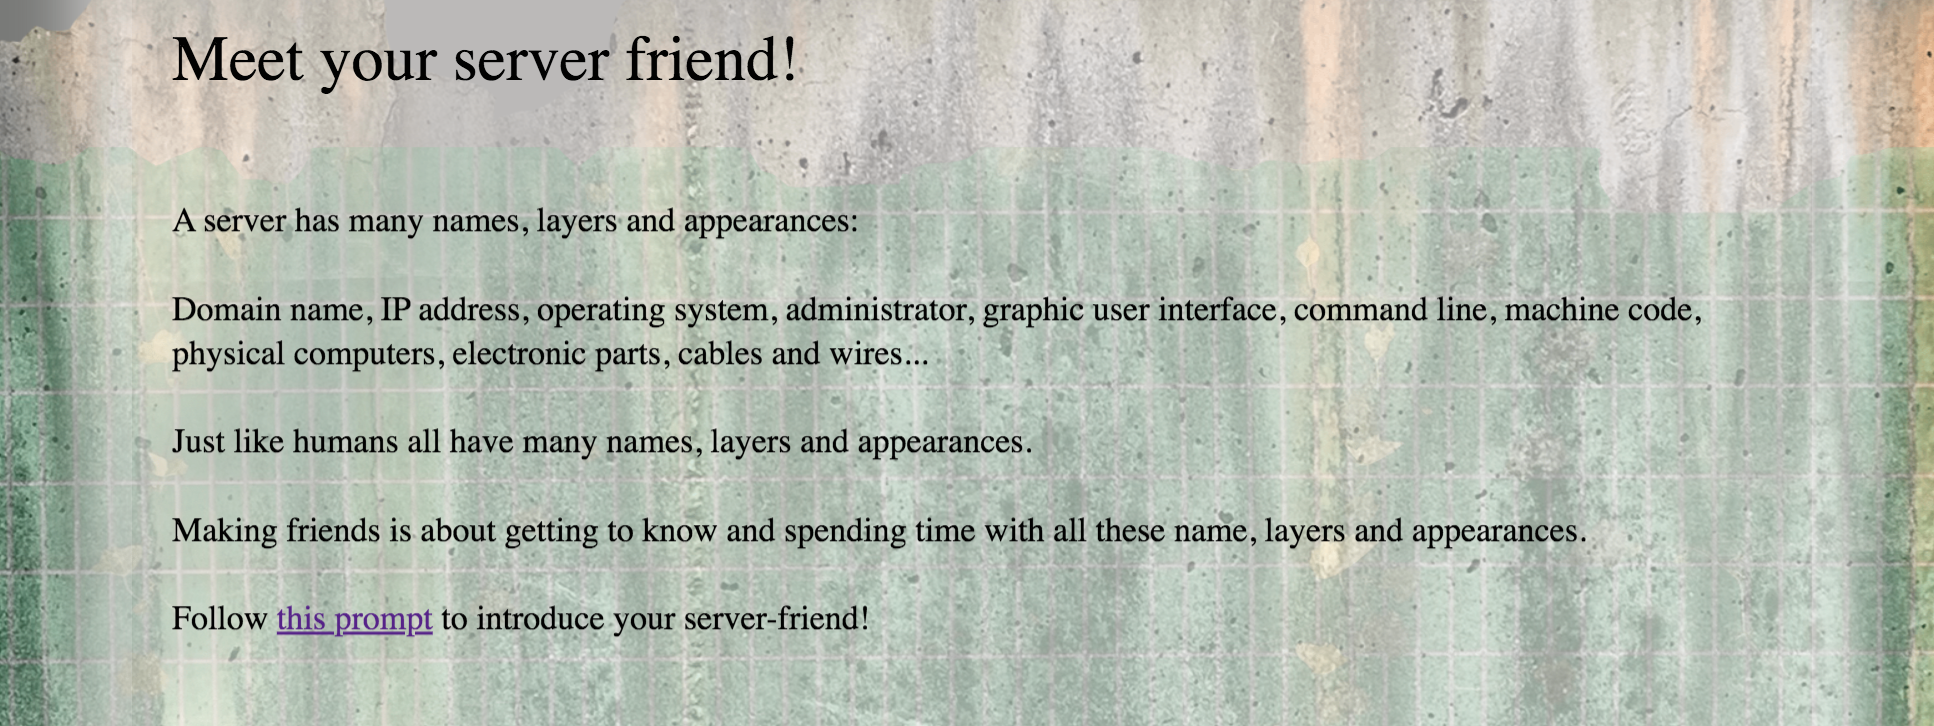 Meet your server friend!
A server has many names, layers and appearances:
Domain name, IP address, operating system, administrator, graphic user interface, command line, machine code,
physical computers, electronic parts, cables and wires...
Just like humans all have many names, layers and appearances.
Making friends is about getting to know and spending time with all these name, layers and appearances.
Follow this prompt to introduce your server-friend!